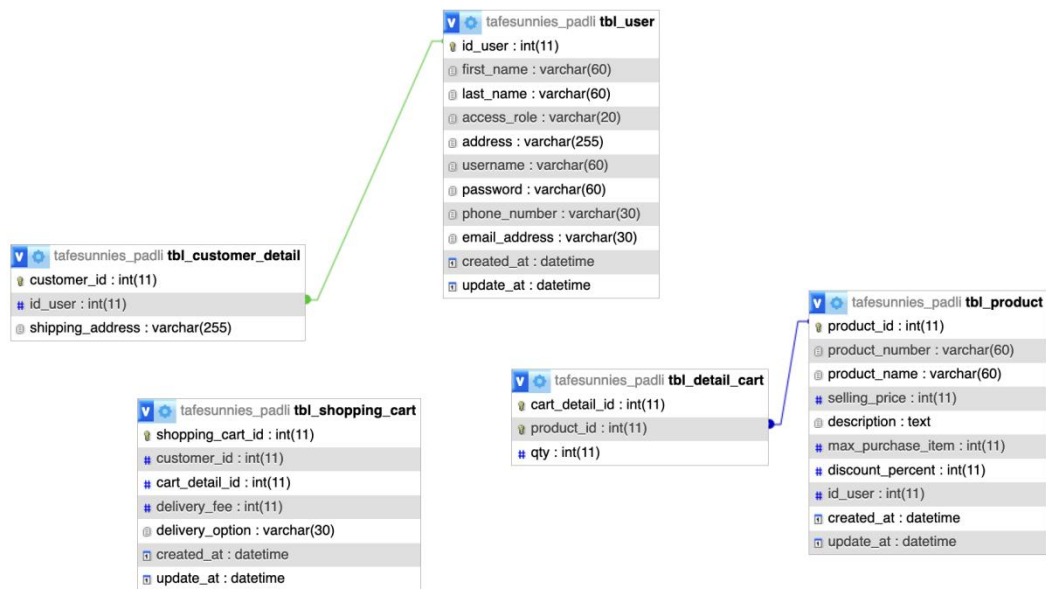 v tafesunnies_padli tbl_user
id_user : int(11)
first_name : varchar(60)
last_name : varchar(60)
access_role : varchar(20)
address : varchar(255)
username : varchar(60)
password : varchar(60)
phone_number : varchar(30)
email_address : varchar(30)
created_at : datetime
update_at : datetime
v tafesunnies_padli tbl_customer_detail
customer_id : int(11)
# id_user : int(11)
shipping_address : varchar(255)
v tafesunnies_padli tbl_product
product_id : int(11)
product_number : varchar(60)
product_name : varchar(60)
# selling_price : int(11)
description : text
# max_purchase_item : int(11)
# discount_percent : int(11)
# id_user : int(11)
created_at : datetime
update_at : datetime
v tafesunnies_padli tbl_detail_cart
cart_detail_id : int(11)
product_id : int(11)
# qty : int(11)
v tafesunnies_padli tbl_shopping_cart
shopping_cart_id : int(11)
# customer_id : int(11)
# cart_detail_id : int(11)
# delivery_fee : int(11)
delivery_option : varchar(30)
created_at : datetime
update_at : datetime